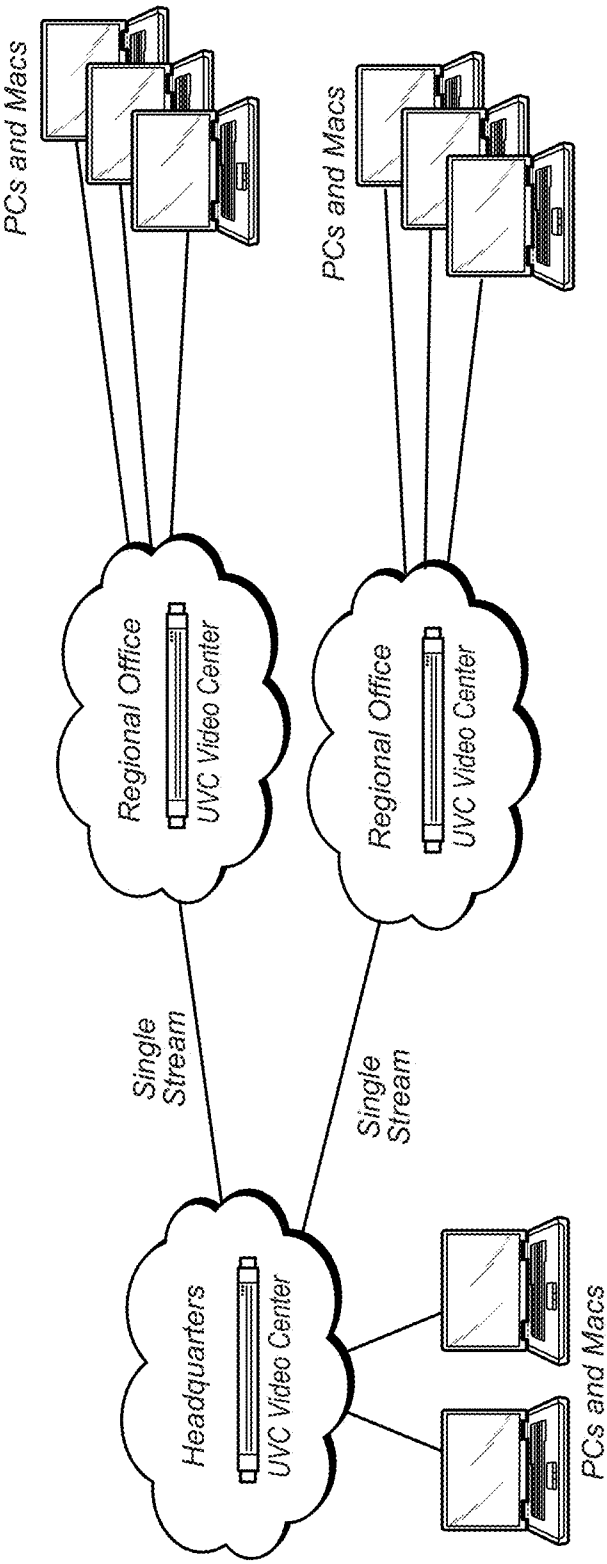 PCs and Macs
Regional Office
UVC Video Center
Single
Stream
PCs and Macs
Regional Office
UVC Video Center
Single
Stream
Headquarters
UVC Video Center
PCs and Macs